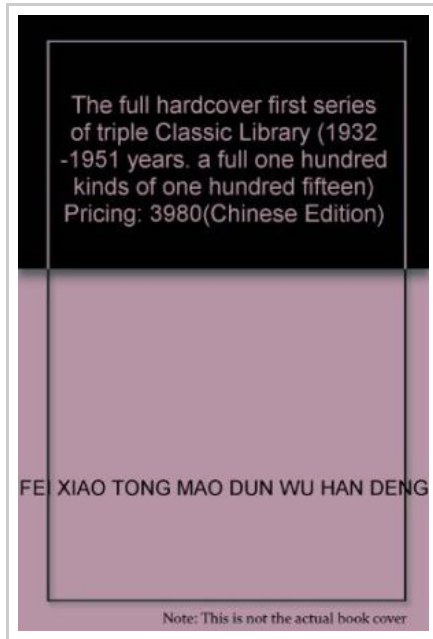 The full hardcover first series
of triple Classic Library (1932
-1951 years. a full one hundred
kinds of one hundred fifteen)
Pricing: 3980(Chinese Edition)
FEI XIAO TONG MAO DUN WU HAN DENG
Note: This is not the actual book cover